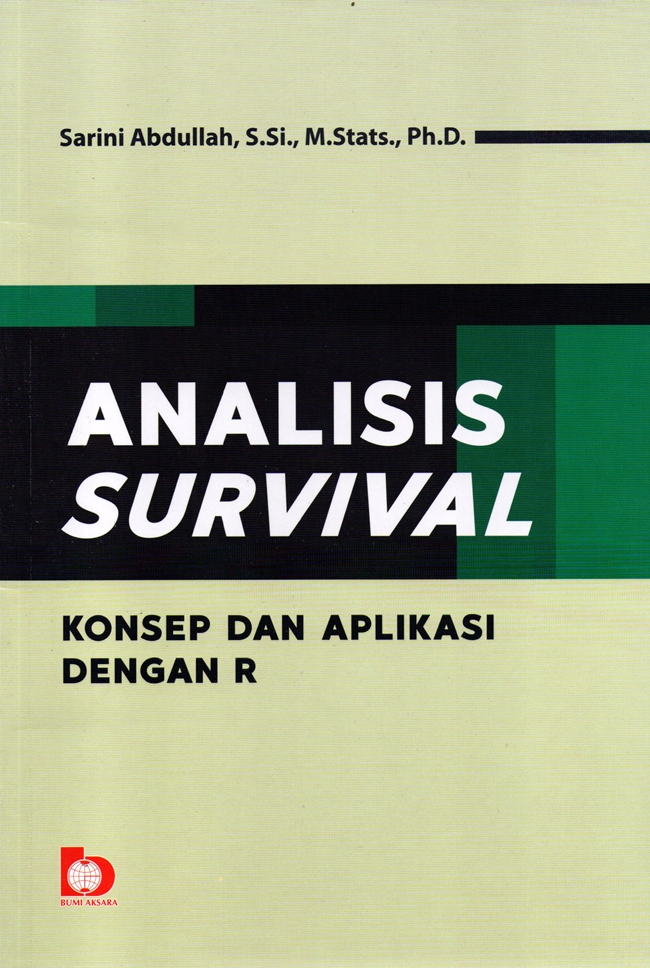 Sarini Abdullah, S.Si., M.Stats., Ph.D.
ANALISIS
SURVIVAL
KONSEP DAN APLIKASI
DENGAN R
BUMI AKSARA